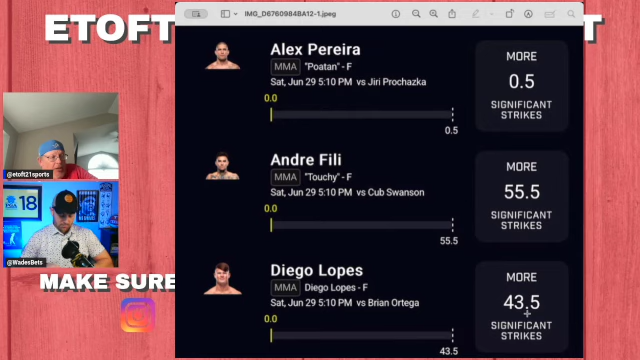 ETOFT
T
IMG_D6760984BA12-1.jpeg
Alex Pereira
MMA "Poatan" - F
Sat, Jun 29 5:10 PM vs Jiri Prochazka
0.0
0.5
MORE
0.5
SIGNIFICANT
STRIKES
Andre Fili
MMA "Touchy" - F
Sat, Jun 29 5:10 PM vs Cub Swanson
0.0
55.5
MORE
55.5
SIGNIFICANT
STRIKES
Diego Lopes
MMA Diego Lopes - F
Sat, Jun 29 5:10 PM vs Brian Ortega
0.0
43.5
MORE
43.5
SIGNIFICANT
STRIKES
@etoft21sports
18
@WadesBets
MAKE SURE